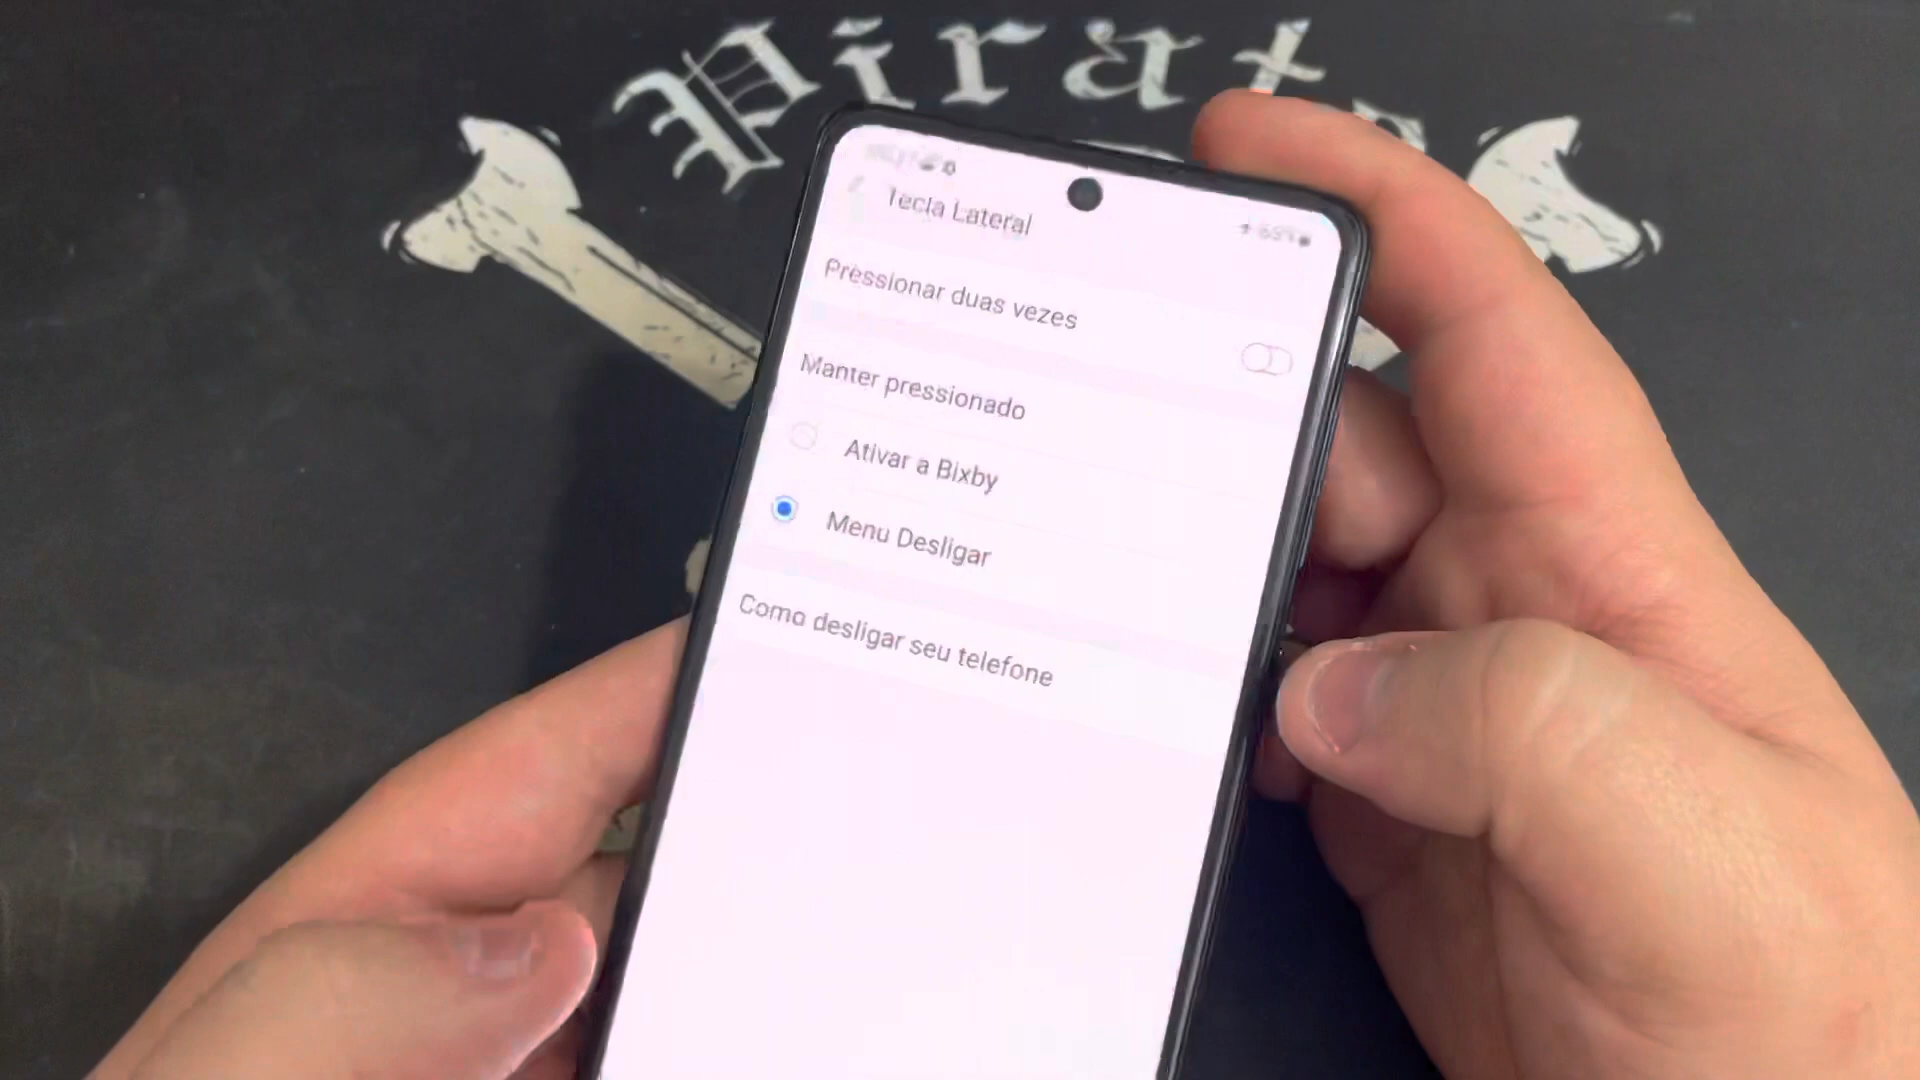 Pirat
Tecla Lateral
Pressionar duas vezes
Manter pressionado
Ativar a Bixby
Menu Desligar
Como desligar seu telefone